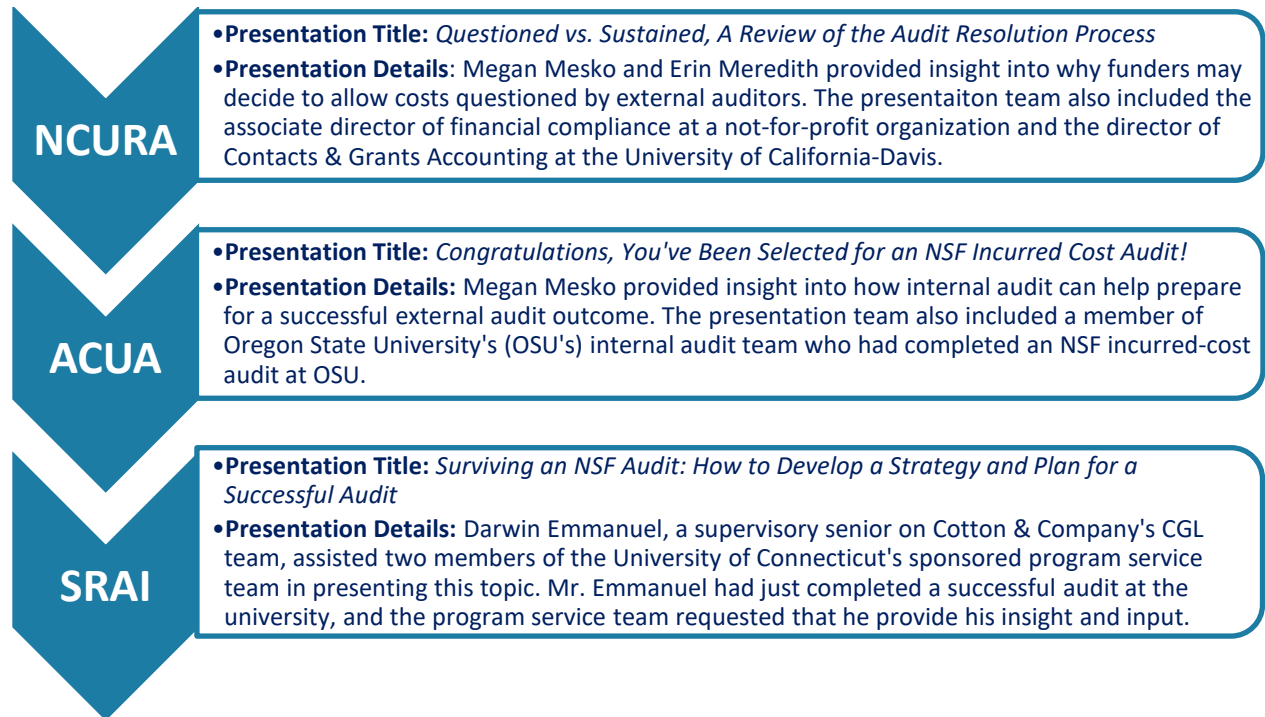 NCURA
•Presentation Title: Questioned vs. Sustained, A Review of the Audit Resolution Process
•Presentation Details: Megan Mesko and Erin Meredith provided insight into why funders may
decide to allow costs questioned by external auditors. The presentaiton team also included the
associate director of financial compliance at a not-for-profit organization and the director of
Contacts & Grants Accounting at the University of California-Davis.
ACUA
•Presentation Title: Congratulations, You've Been Selected for an NSF Incurred Cost Audit!
•Presentation Details: Megan Mesko provided insight into how internal audit can help prepare
for a successful external audit outcome. The presentation team also included a member of
Oregon State University's (OSU's) internal audit team who had completed an NSF incurred-cost
audit at OSU.
SRAI
•Presentation Title: Surviving an NSF Audit: How to Develop a Strategy and Plan for a
Successful Audit
•Presentation Details: Darwin Emmanuel, a supervisory senior on Cotton & Company's CGL
team, assisted two members of the University of Connecticut's sponsored program service
team in presenting this topic. Mr. Emmanuel had just completed a successful audit at the
university, and the program service team requested that he provide his insight and input.